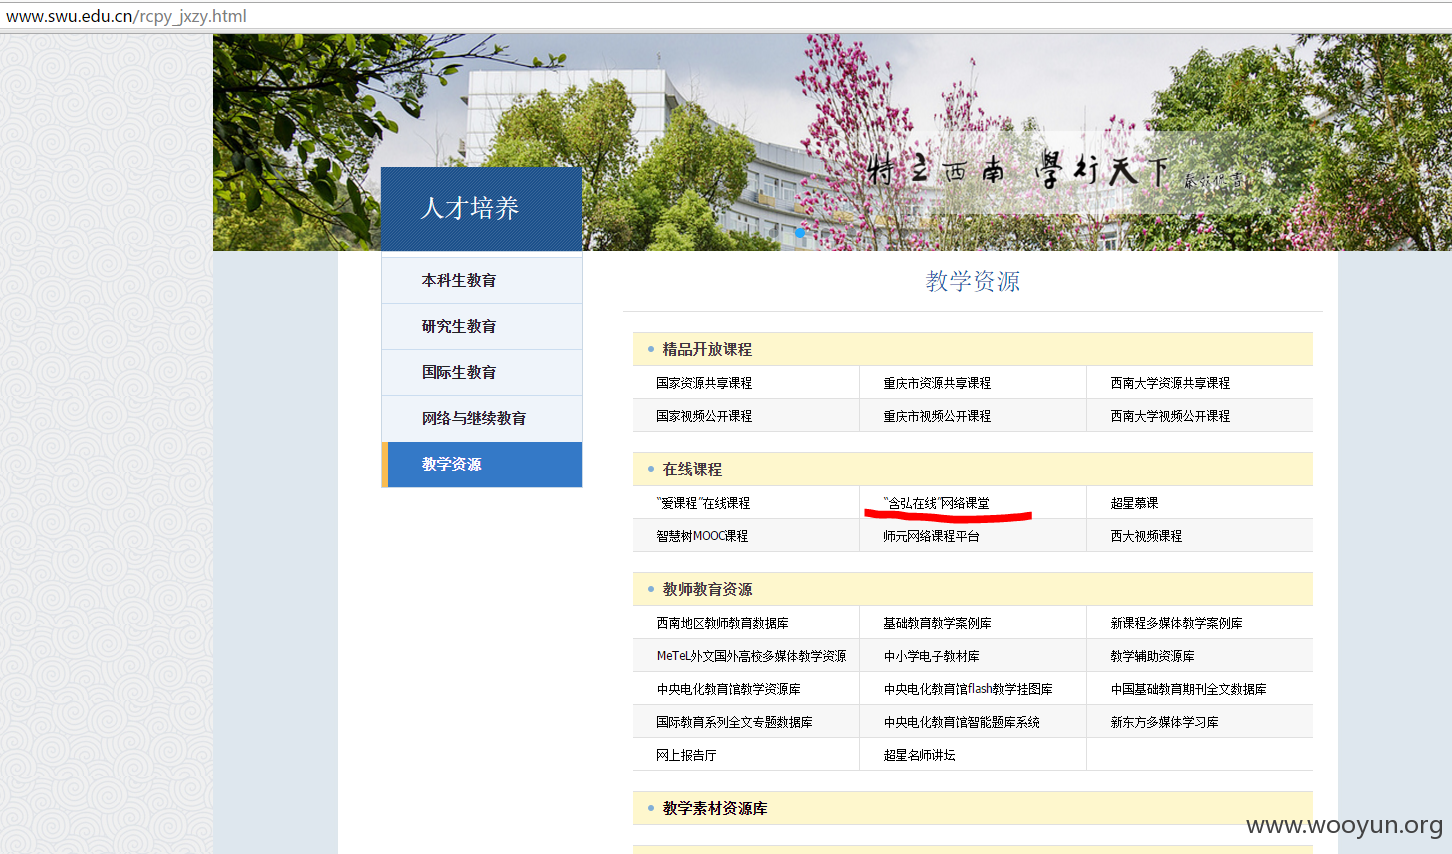 www.swu.edu.cn/rcpy_jxzy.html
特立西南 學行天下
人才培养
本科生教育
研究生教育
国际生教育
网络与继续教育
教学资源
教学资源
精品开放课程
国家资源共享课程 重庆市资源共享课程 西南大学资源共享课程
国家视频公开课程 重庆市视频公开课程 西南大学视频公开课程
在线课程
“爱课程”在线课程 “含弘在线”网络课堂 超星慕课
智慧树MOOC课程 师元网络课程平台 西大视频课程
教师教育资源
西南地区教师教育数据库 基础教育教学案例库 新课程多媒体教学案例库
MeTeL外文国外高校多媒体教学资源 中小学电子教材库 教学辅助资源库
中央电化教育馆教学资源库 中央电化教育馆flash教学挂图库 中国基础教育期刊全文数据库
国际教育系列全文专题数据库 中央电化教育馆智能题库系统 新东方多媒体学习库
网上报告厅 超星名师讲坛
教学素材资源库
www.wooyun.org